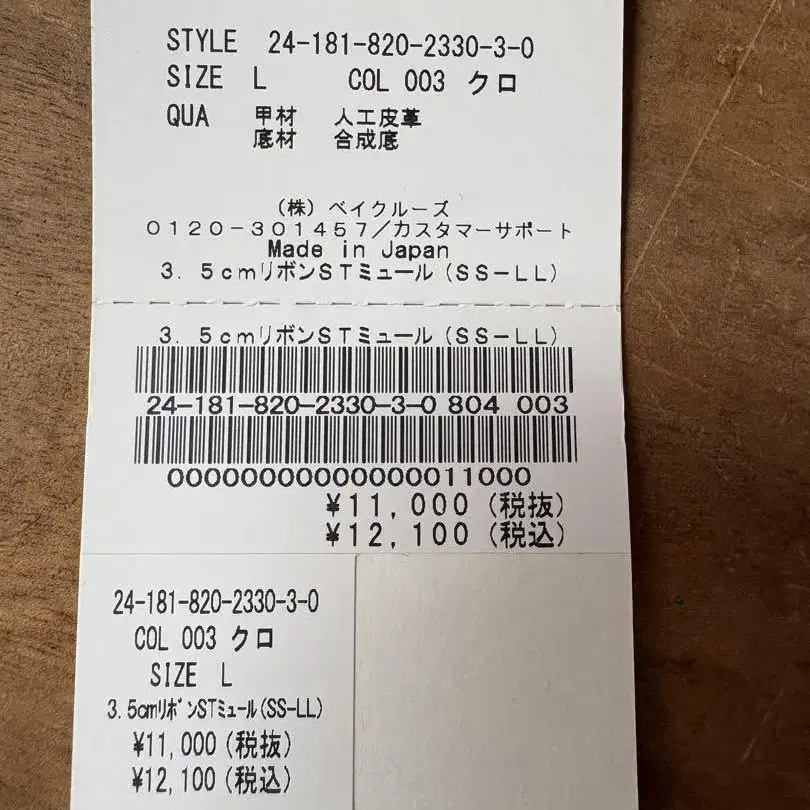 STYLE 24-181-820-2330-3-0
SIZE L COL 003 クロ
QUA 甲材 人工皮革
底材 合成底
(株)ベイクルーズ
0120-301457/カスタマーサポート
Made in Japan
3.5cmリボンSTミュール(SS-LL)
3.5cmリボンSTミュール(SS-LL)
24-181-820-2330-3-0 804 003
00000000000000011000
¥11,000(税抜)
¥12,100(税込)
24-181-820-2330-3-0
COL 003 クロ
SIZE L
3.5cmリボンSTミュール(SS-LL)
¥11,000(税抜)
¥12,100(税込)